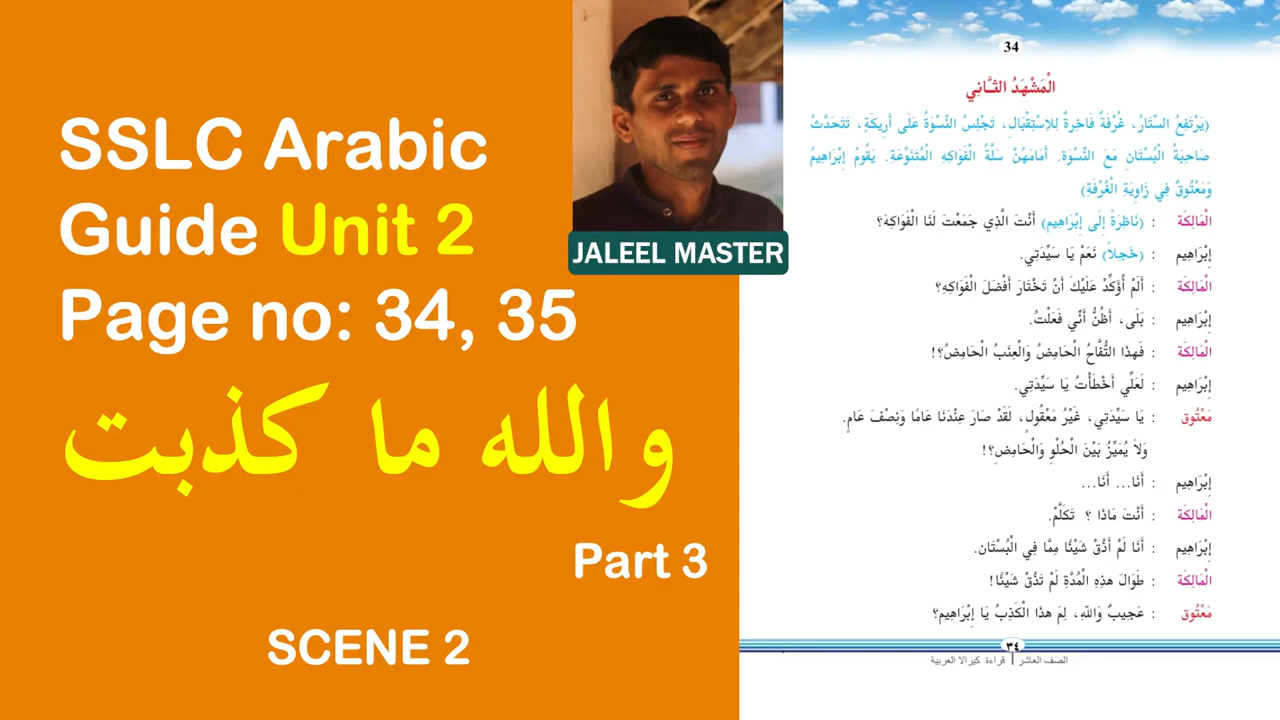 SSLC Arabic
Guide Unit 2
Page no: 34, 35
والله ما كذبت
Part 3
SCENE 2
JALEEL MASTER
34
الْمَشْهَدُ الثَّانِي
(يَرْتَفِعُ السِّتَارُ، غُرْفَةٌ فَاخِرَةٌ لِلِاسْتِقْبَالِ، تَجْلِسُ النِّسْوَةُ عَلَى أَرِيكَةٍ، تَتَحَدَّثُ
صَاحِبَةُ الْبُسْتَانِ مَعَ النِّسْوَةِ. أَمَامَهُنَّ سَلَّةُ الْفَوَاكِهِ الْمُتَنَوِّعَةِ. يَقُومُ إِبْرَاهِيمُ
وَمَعْتُوقٌ فِي زَاوِيَةِ الْغُرْفَةِ)
الْمَالِكَة : (نَاظِرَةً إِلَى إِبْرَاهِيم) أَنْتَ الَّذِي جَمَعْتَ لَنَا الْفَوَاكِهَ؟
إِبْرَاهِيم : (خَجِلاً) نَعَمْ يَا سَيِّدَتِي.
الْمَالِكَة : أَلَمْ أُؤَكِّدْ عَلَيْكَ أَنْ تَخْتَارَ أَفْضَلَ الْفَوَاكِهِ؟
إِبْرَاهِيم : بَلَى، أَظُنُّ أَنِّي فَعَلْتُ.
الْمَالِكَة : فَهذَا التُّفَّاحُ الْحَامِضُ وَالْعِنَبُ الْحَامِضُ؟!
إِبْرَاهِيم : لَعَلِّي أَخْطَأْتُ يَا سَيِّدَتِي.
مَعْتُوق : يَا سَيِّدَتِي، غَيْرُ مَعْقُولٍ، لَقَدْ صَارَ عِنْدَنَا عَامًا وَنِصْفَ عَامٍ.
وَلاَ يُمَيِّزُ بَيْنَ الْحُلْوِ وَالْحَامِضِ؟!
إِبْرَاهِيم : أَنَا... أَنَا...
الْمَالِكَة : أَنْتَ مَاذَا ؟ تَكَلَّمْ.
إِبْرَاهِيم : أَنَا لَمْ أَذُقْ شَيْئًا مِمَّا فِي الْبُسْتَان.
الْمَالِكَة : طَوَالَ هذِهِ الْمُدَّةِ لَمْ تَذُقْ شَيْئًا!
مَعْتُوق : عَجِيبٌ وَاللهِ، لِمَ هذَا الْكَذِبُ يَا إِبْرَاهِيم؟
٣٤
الصف العاشر | قراءة كيرالا العربية